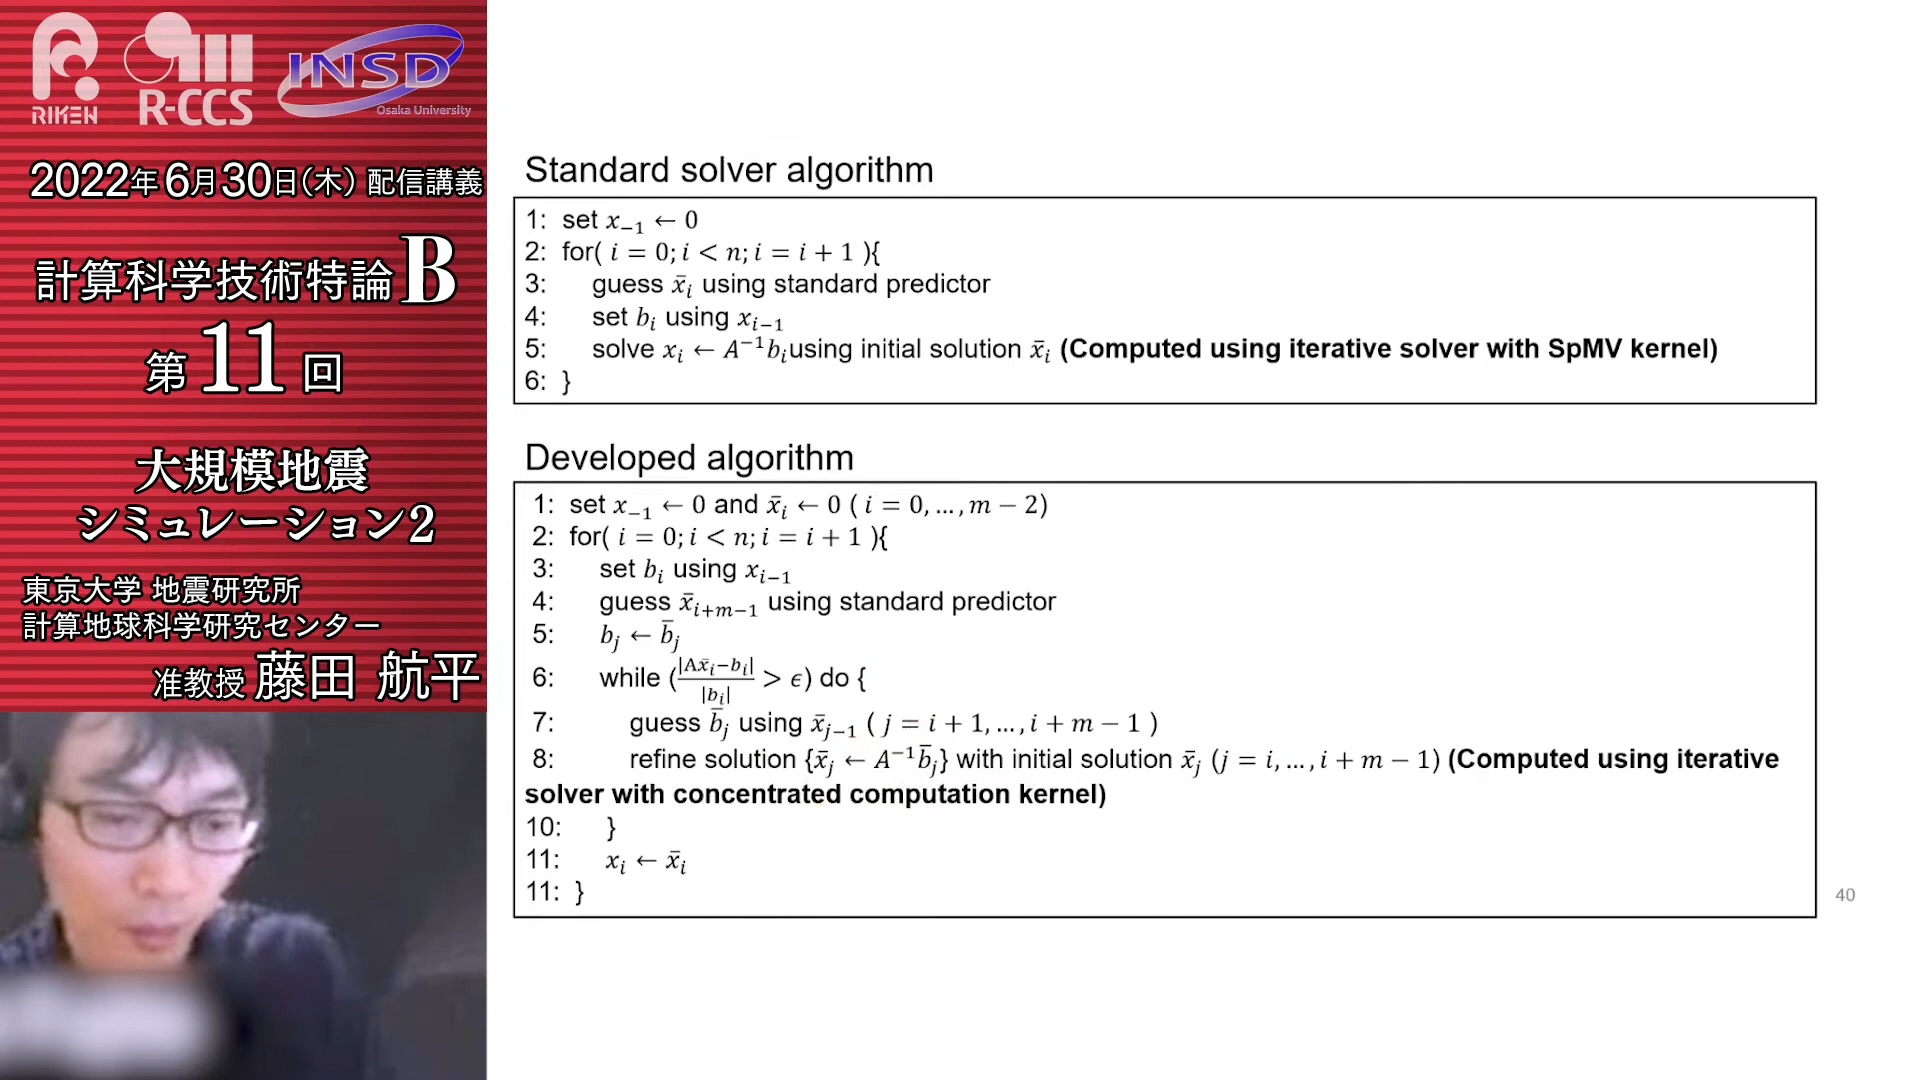 RIKEN
R-CCS
INSD
Osaka University
2022年6月30日(木) 配信講義
計算科学技術特論B
第11回
大規模地震
シミュレーション2
東京大学 地震研究所
計算地球科学研究センター
准教授 藤田 航平
Standard solver algorithm
1: set x₋₁ ← 0
2: for( i = 0; i < n; i = i + 1 ){
3: guess x̄ᵢ using standard predictor
4: set bᵢ using xᵢ₋₁
5: solve xᵢ ← A⁻¹bᵢusing initial solution x̄ᵢ (Computed using iterative solver with SpMV kernel)
6: }
Developed algorithm
1: set x₋₁ ← 0 and x̄ᵢ ← 0 ( i = 0, ..., m − 2)
2: for( i = 0; i < n; i = i + 1 ){
3: set bᵢ using xᵢ₋₁
4: guess x̄ᵢ₊ₘ₋₁ using standard predictor
5: bⱼ ← b̄ⱼ
6: while (|Ax̄ᵢ−bᵢ|/|bᵢ| > ϵ) do {
7: guess b̄ⱼ using x̄ⱼ₋₁ ( j = i + 1, ..., i + m − 1 )
8: refine solution {x̄ⱼ ← A⁻¹b̄ⱼ} with initial solution x̄ⱼ (j = i, ..., i + m − 1) (Computed using iterative
solver with concentrated computation kernel)
10: }
11: xᵢ ← x̄ᵢ
11: }
40